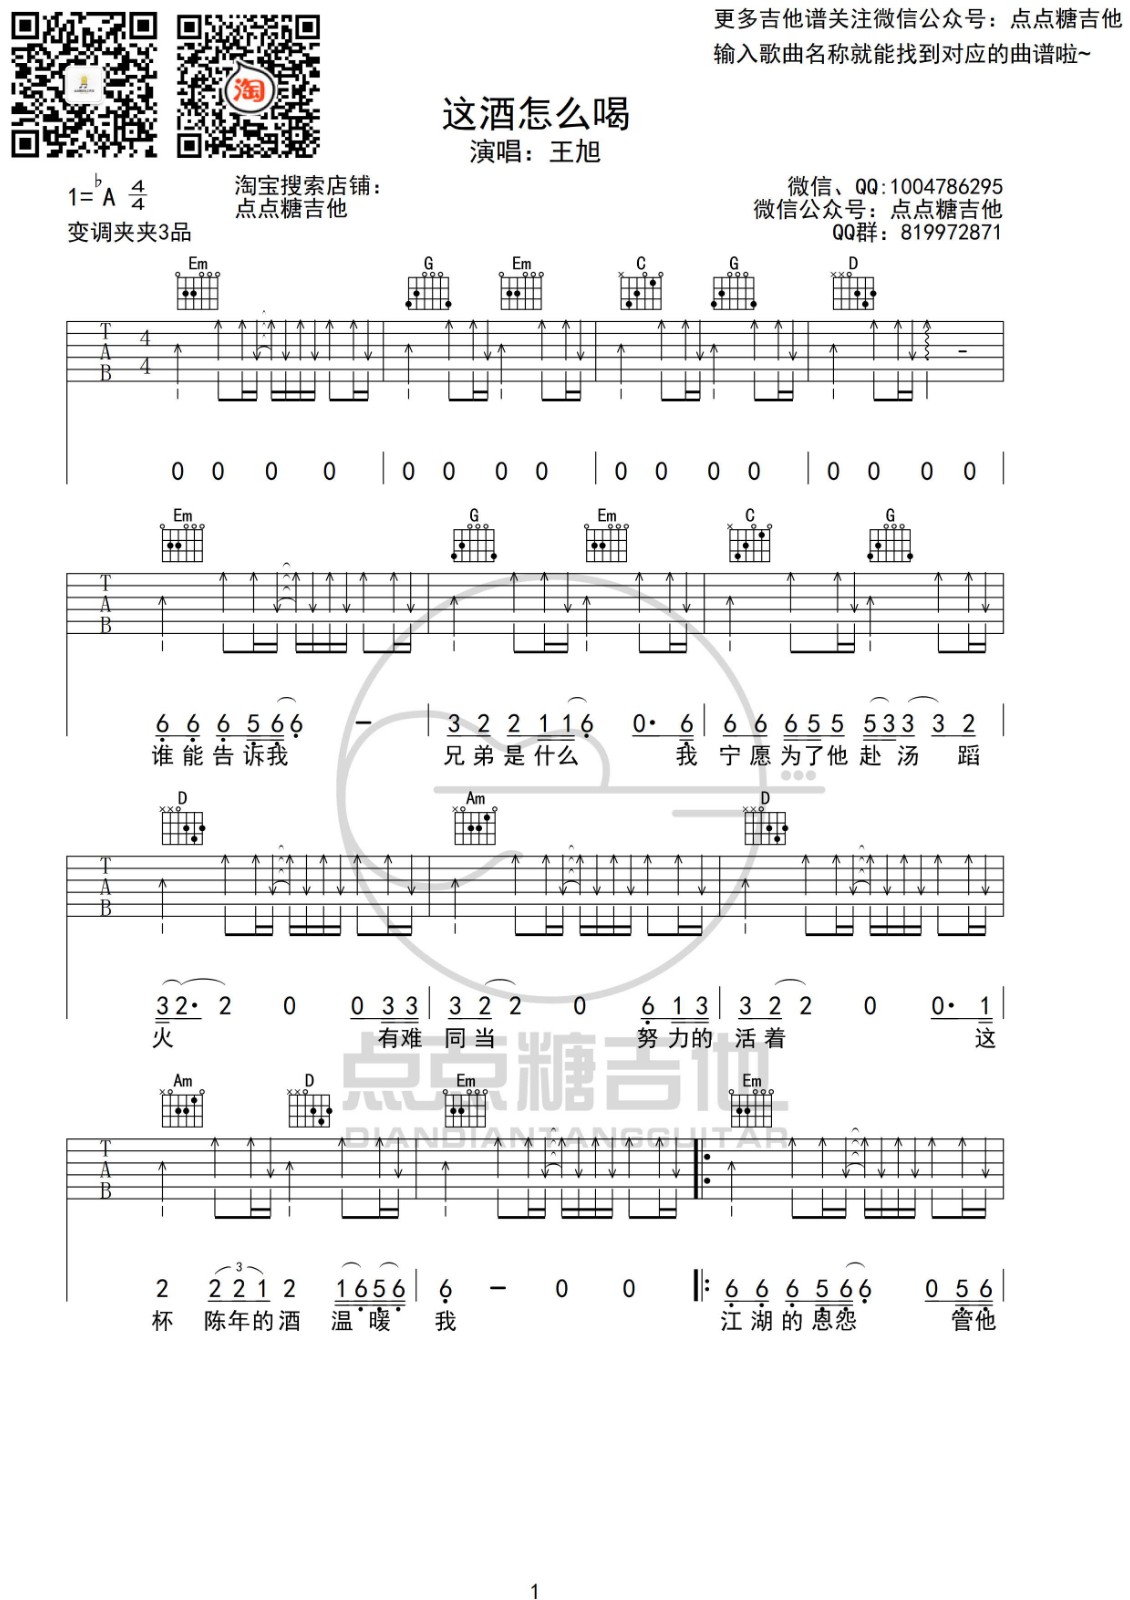 更多吉他谱关注微信公众号：点点糖吉他
输入歌曲名称就能找到对应的曲谱啦~
淘
这酒怎么喝
演唱：王旭
1=♭A 4/4
淘宝搜索店铺：
点点糖吉他
变调夹夹3品
微信、QQ:1004786295
微信公众号：点点糖吉他
QQ群：819972871
Em G Em C G D
T A B 4 4
0 0 0 0 0 0 0 0 0 0 0 0 0 0 0 0
Em G Em C G
T A B
6 6 6 5 6 6 - 3 2 2 1 1 6 0· 6 6 6 6 5 5 5 3 3 3 2
谁能告诉我 兄弟是什么 我 宁愿为了他赴汤 蹈
D Am D
T A B
3 2· 2 0 0 3 3 3 2 2 0 6 1 3 3 2 2 0 0· 1
火 有难 同当 努力的 活着 这
点点糖吉他
DIANDIANTANGGUITAR
Am D Em Em
T A B
3
2 2 2 1 2 1 6 5 6 6 - 0 0 6 6 6 5 6 6 0 5 6
杯 陈年的酒 温暖 我 江湖的恩怨 管他
1